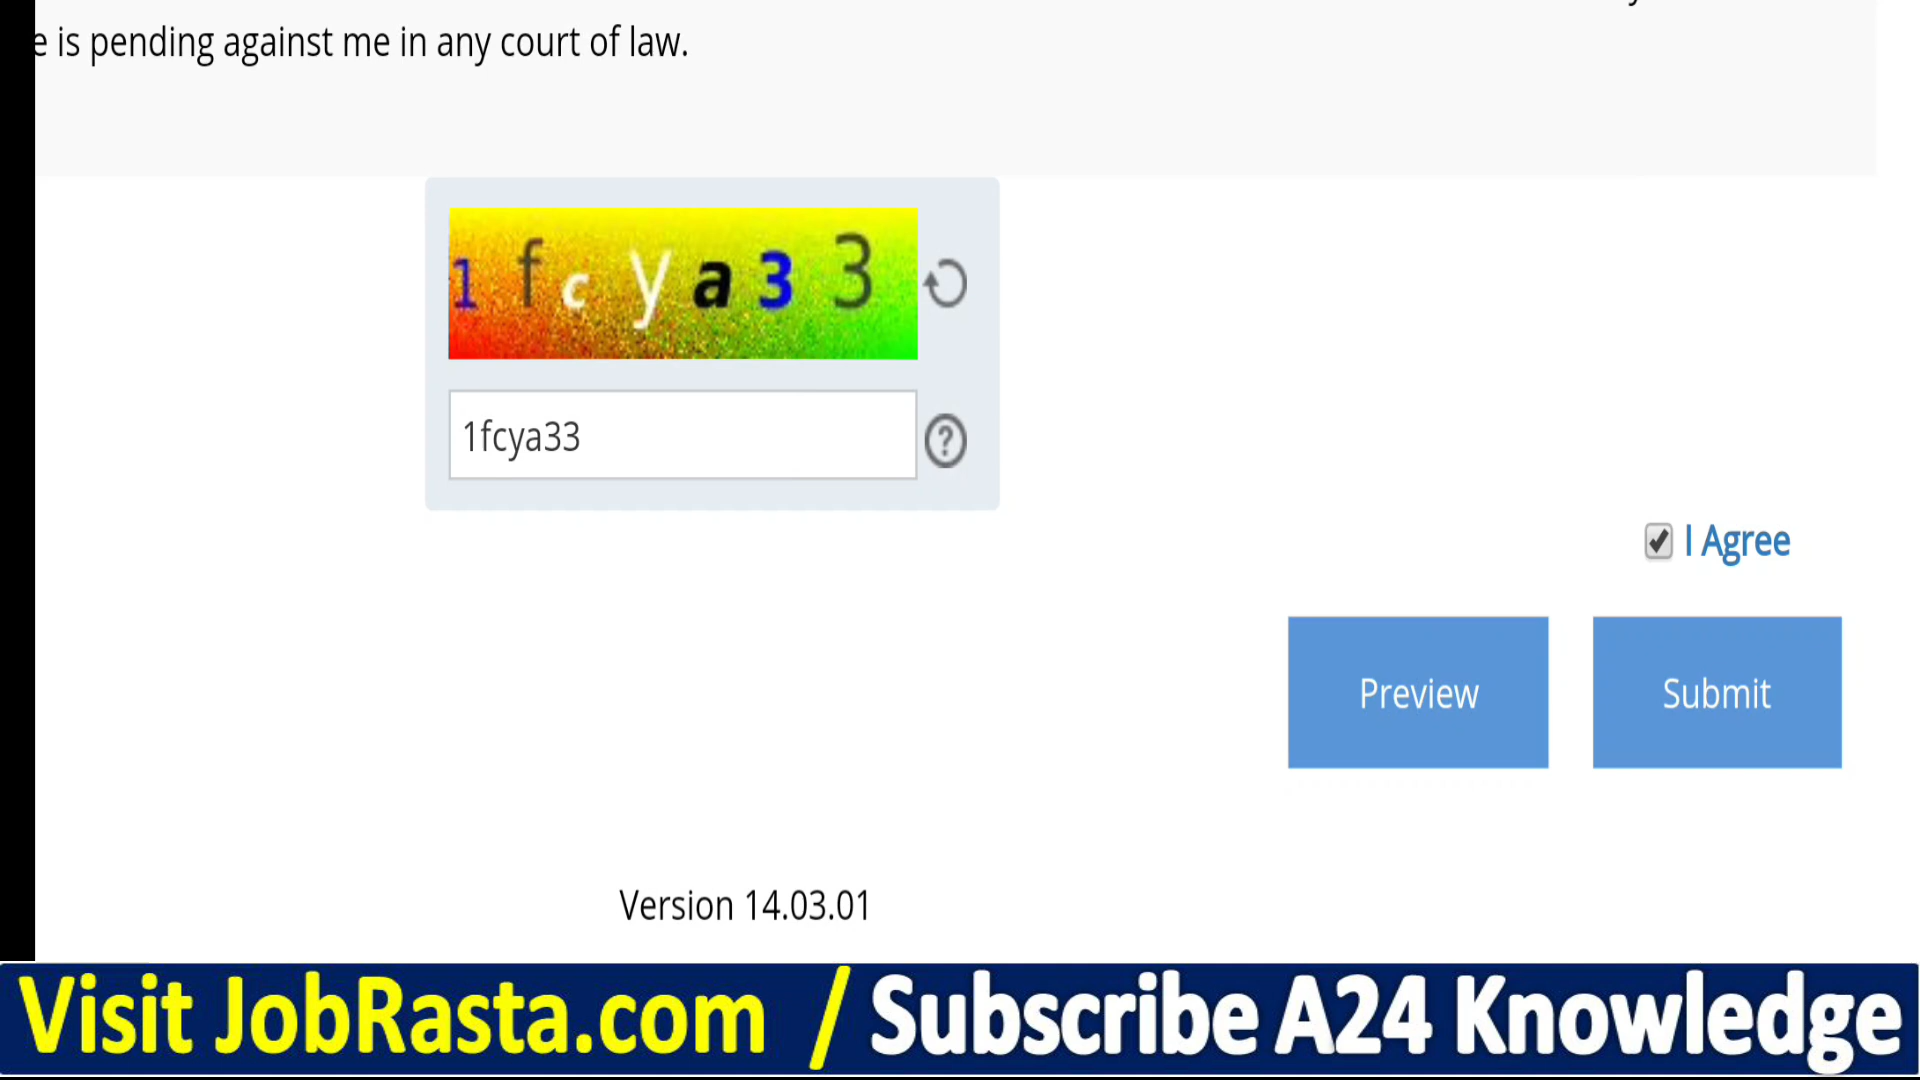 e is pending against me in any court of law.
1 f c y a 3 3
1fcya33
I Agree
Preview Submit
Version 14.03.01
Visit JobRasta.com / Subscribe A24 Knowledge